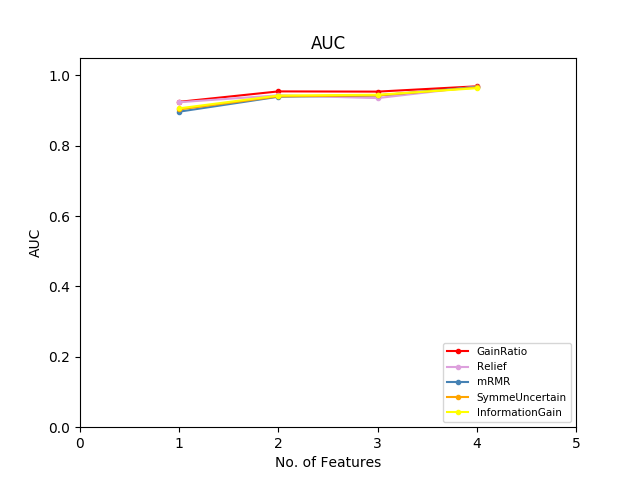 AUC
1.0
0.8
0.6
0.4
0.2
0.0
AUC
0 1 2 3 4 5
No. of Features
GainRatio
Relief
mRMR
SymmeUncertain
InformationGain